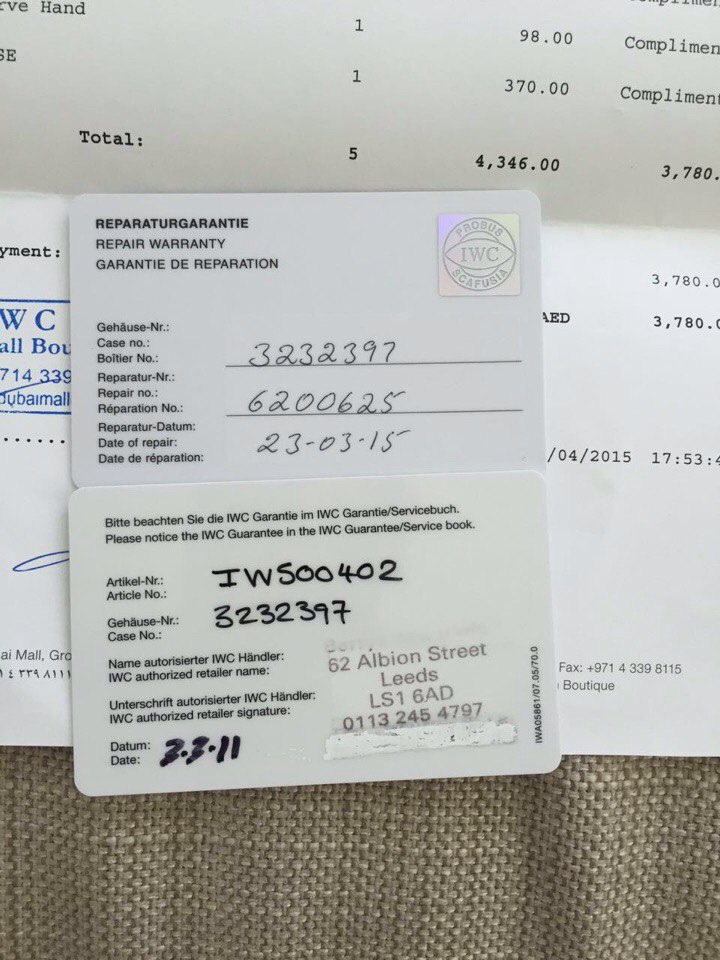 rve Hand
1 98.00 Complimen
SE
1 370.00 Compliment
Total: 5 4,346.00 3,780.
yment:
3,780.0
AED 3,780.0
WC
all Bou
714 339
oubaimall
/04/2015 17:53:4
REPARATURGARANTIE
REPAIR WARRANTY
GARANTIE DE REPARATION
PROBUS
IWC
SCAFUSIA
Gehäuse-Nr.:
Case no.:
Boîtier No.: 3232397
Reparatur-Nr.:
Repair no.:
Réparation No.: 6200625
Reparatur-Datum:
Date of repair: 23-03-15
Date de réparation:
Bitte beachten Sie die IWC Garantie im IWC Garantie/Servicebuch.
Please notice the IWC Guarantee in the IWC Guarantee/Service book.
Artikel-Nr.: IW500402
Article No.:
Gehäuse-Nr.: 3232397
Case No.:
Name autorisierter IWC Händler:
IWC authorized retailer name:
62 Albion Street
Leeds
LS1 6AD
0113 245 4797
Unterschrift autorisierter IWC Händler:
IWC authorized retailer signature:
Datum:
Date: 2.3.11
IWA05861/07.05/70.0
ai Mall, Gro
Fax: +971 4 339 8115
Boutique